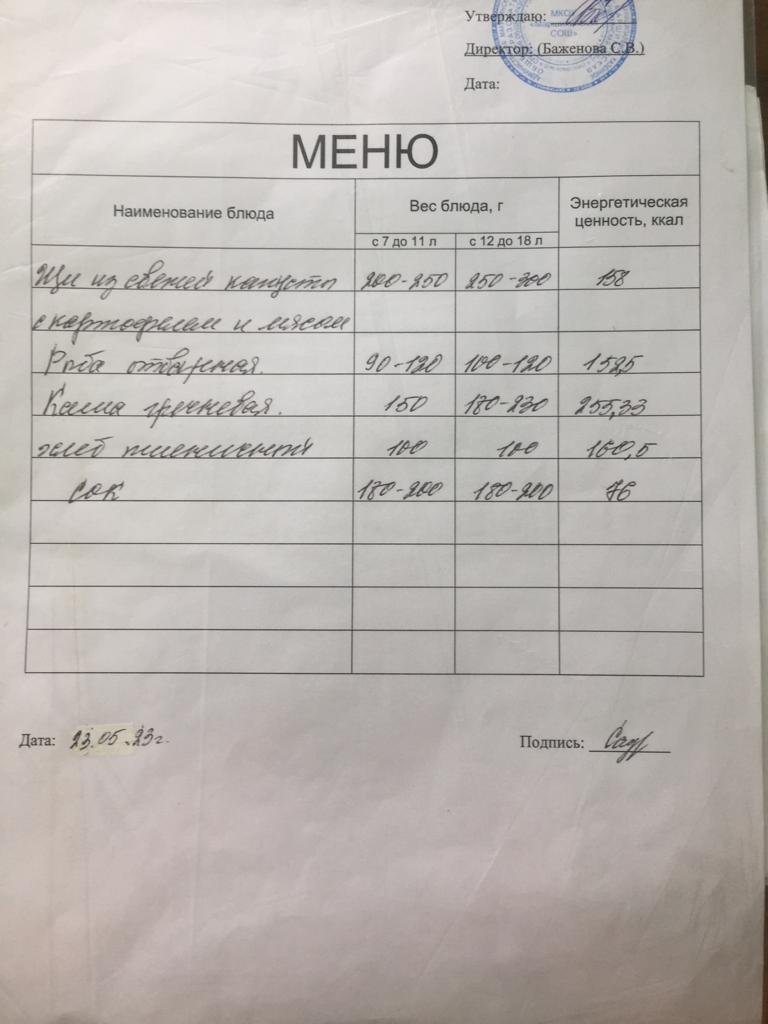 Утверждаю:
МКОУ
СОШ»
Директор: (Баженова С.В.)
Дата:
МЕНЮ
Наименование блюда Вес блюда, г Энергетическая ценность, ккал
с 7 до 11 л с 12 до 18 л
Щи из свежей капусты 200-250 250-300 158
с картофелем и мясом
Рыба отварная. 90-120 100-120 152,5
Каша гречневая. 150 180-230 255,33
хлеб пшеничный 100 100 160,5
сок 180-200 180-200 76
Дата: 23.05.23г. Подпись: